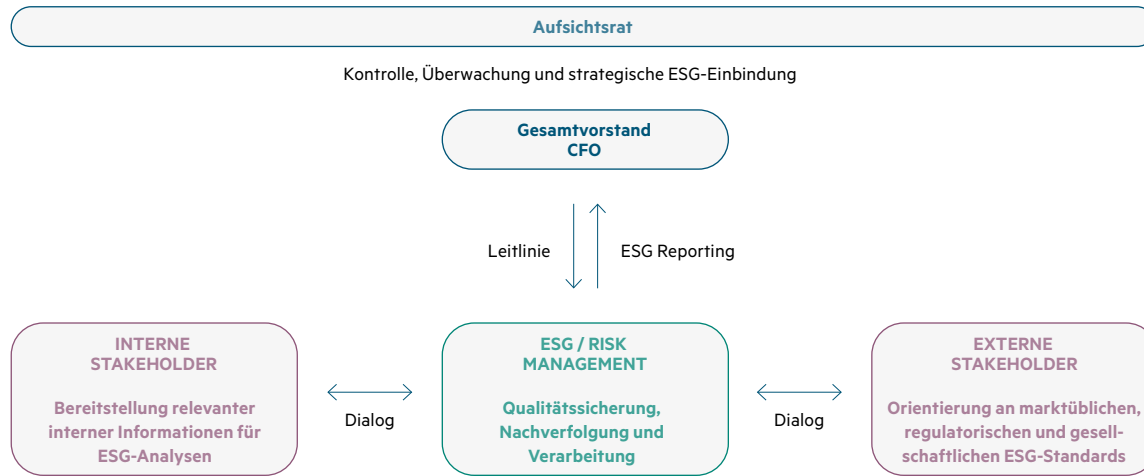 Aufsichtsrat
Kontrolle, Überwachung und strategische ESG-Einbindung
Gesamtvorstand
CFO
Leitlinie
ESG Reporting
INTERNE
STAKEHOLDER
Bereitstellung relevanter
interner Informationen für
ESG-Analysen
Dialog
ESG / RISK
MANAGEMENT
Qualitätssicherung,
Nachverfolgung und
Verarbeitung
Dialog
EXTERNE
STAKEHOLDER
Orientierung an marktüblichen,
regulatorischen und gesell-
schaftlichen ESG-Standards